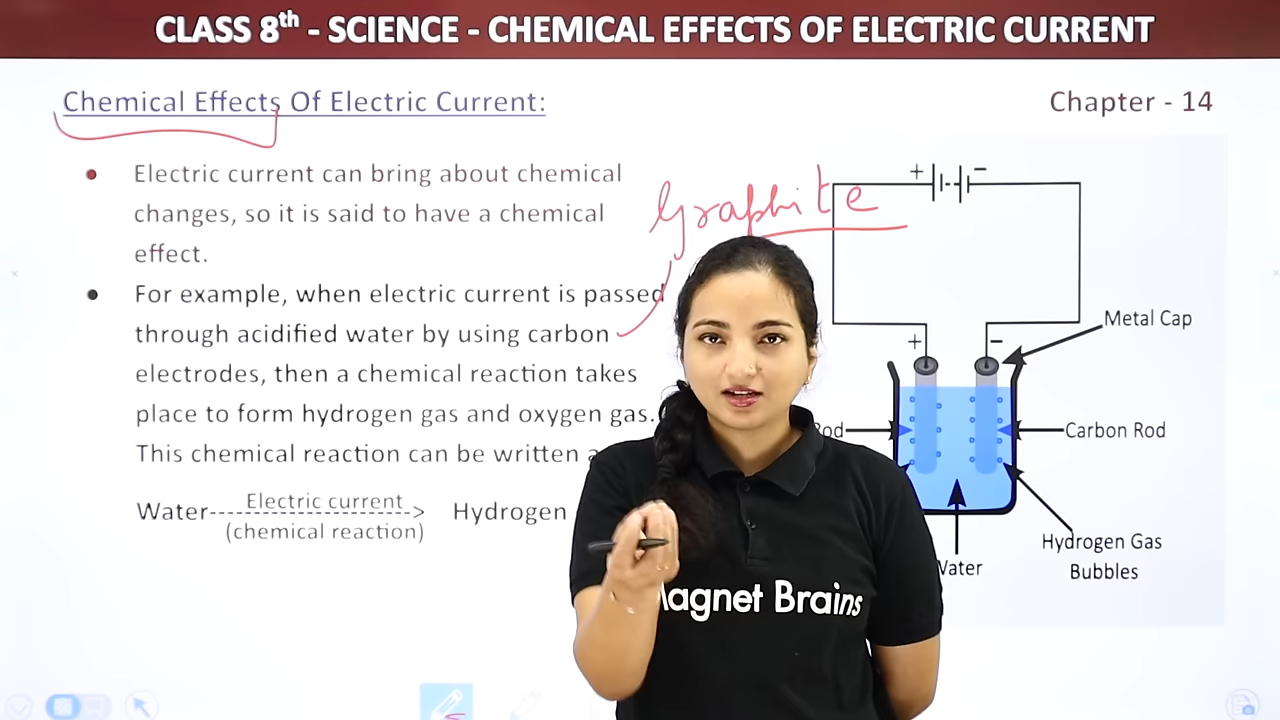 CLASS 8th - SCIENCE - CHEMICAL EFFECTS OF ELECTRIC CURRENT
Chemical Effects Of Electric Current:
Chapter - 14
Electric current can bring about chemical
changes, so it is said to have a chemical
effect.
For example, when electric current is passed
through acidified water by using carbon
electrodes, then a chemical reaction takes
place to form hydrogen gas and oxygen gas.
This chemical reaction can be written
Water
Electric current
(chemical reaction)
Hydrogen
Graphite
+ −
+ −
Metal Cap
Rod
Carbon Rod
Hydrogen Gas
Bubbles
Water
Magnet Brains